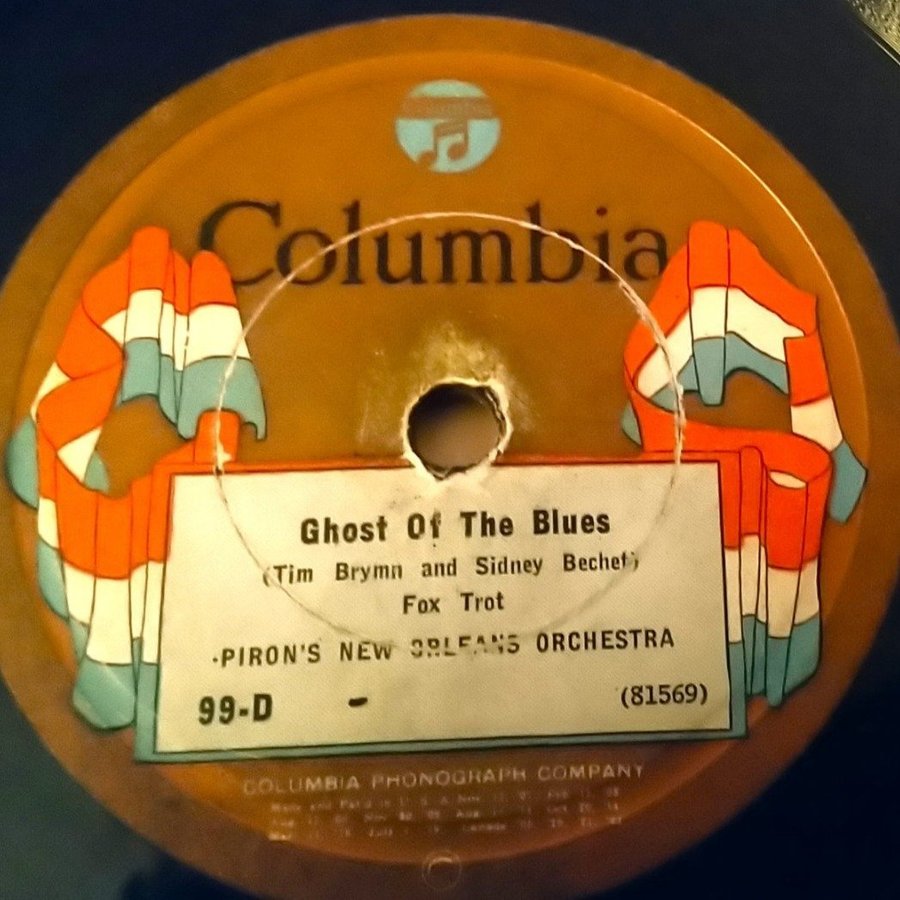 Columbia
Ghost Of The Blues
(Tim Brymn and Sidney Bechet)
Fox Trot
·PIRON'S NEW ORLEANS ORCHESTRA
99-D - (81569)
COLUMBIA PHONOGRAPH COMPANY